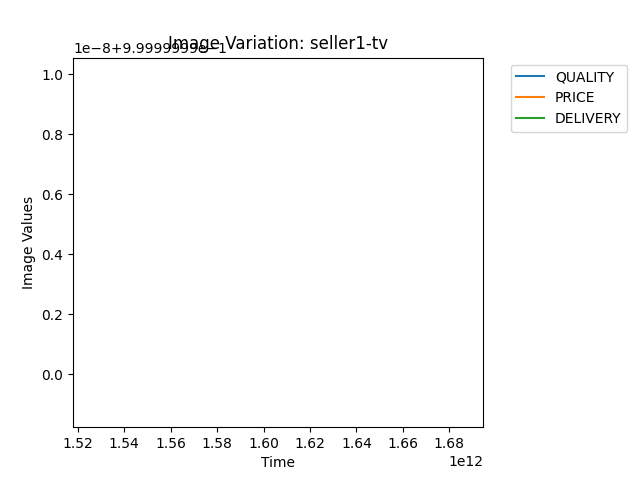 Image Variation: seller1-tv
1e−8+9.9999999e−1
1.0
0.8
0.6
0.4
0.2
0.0
Image Values
1.52 1.54 1.56 1.58 1.60 1.62 1.64 1.66 1.68
1e12
Time
QUALITY
PRICE
DELIVERY